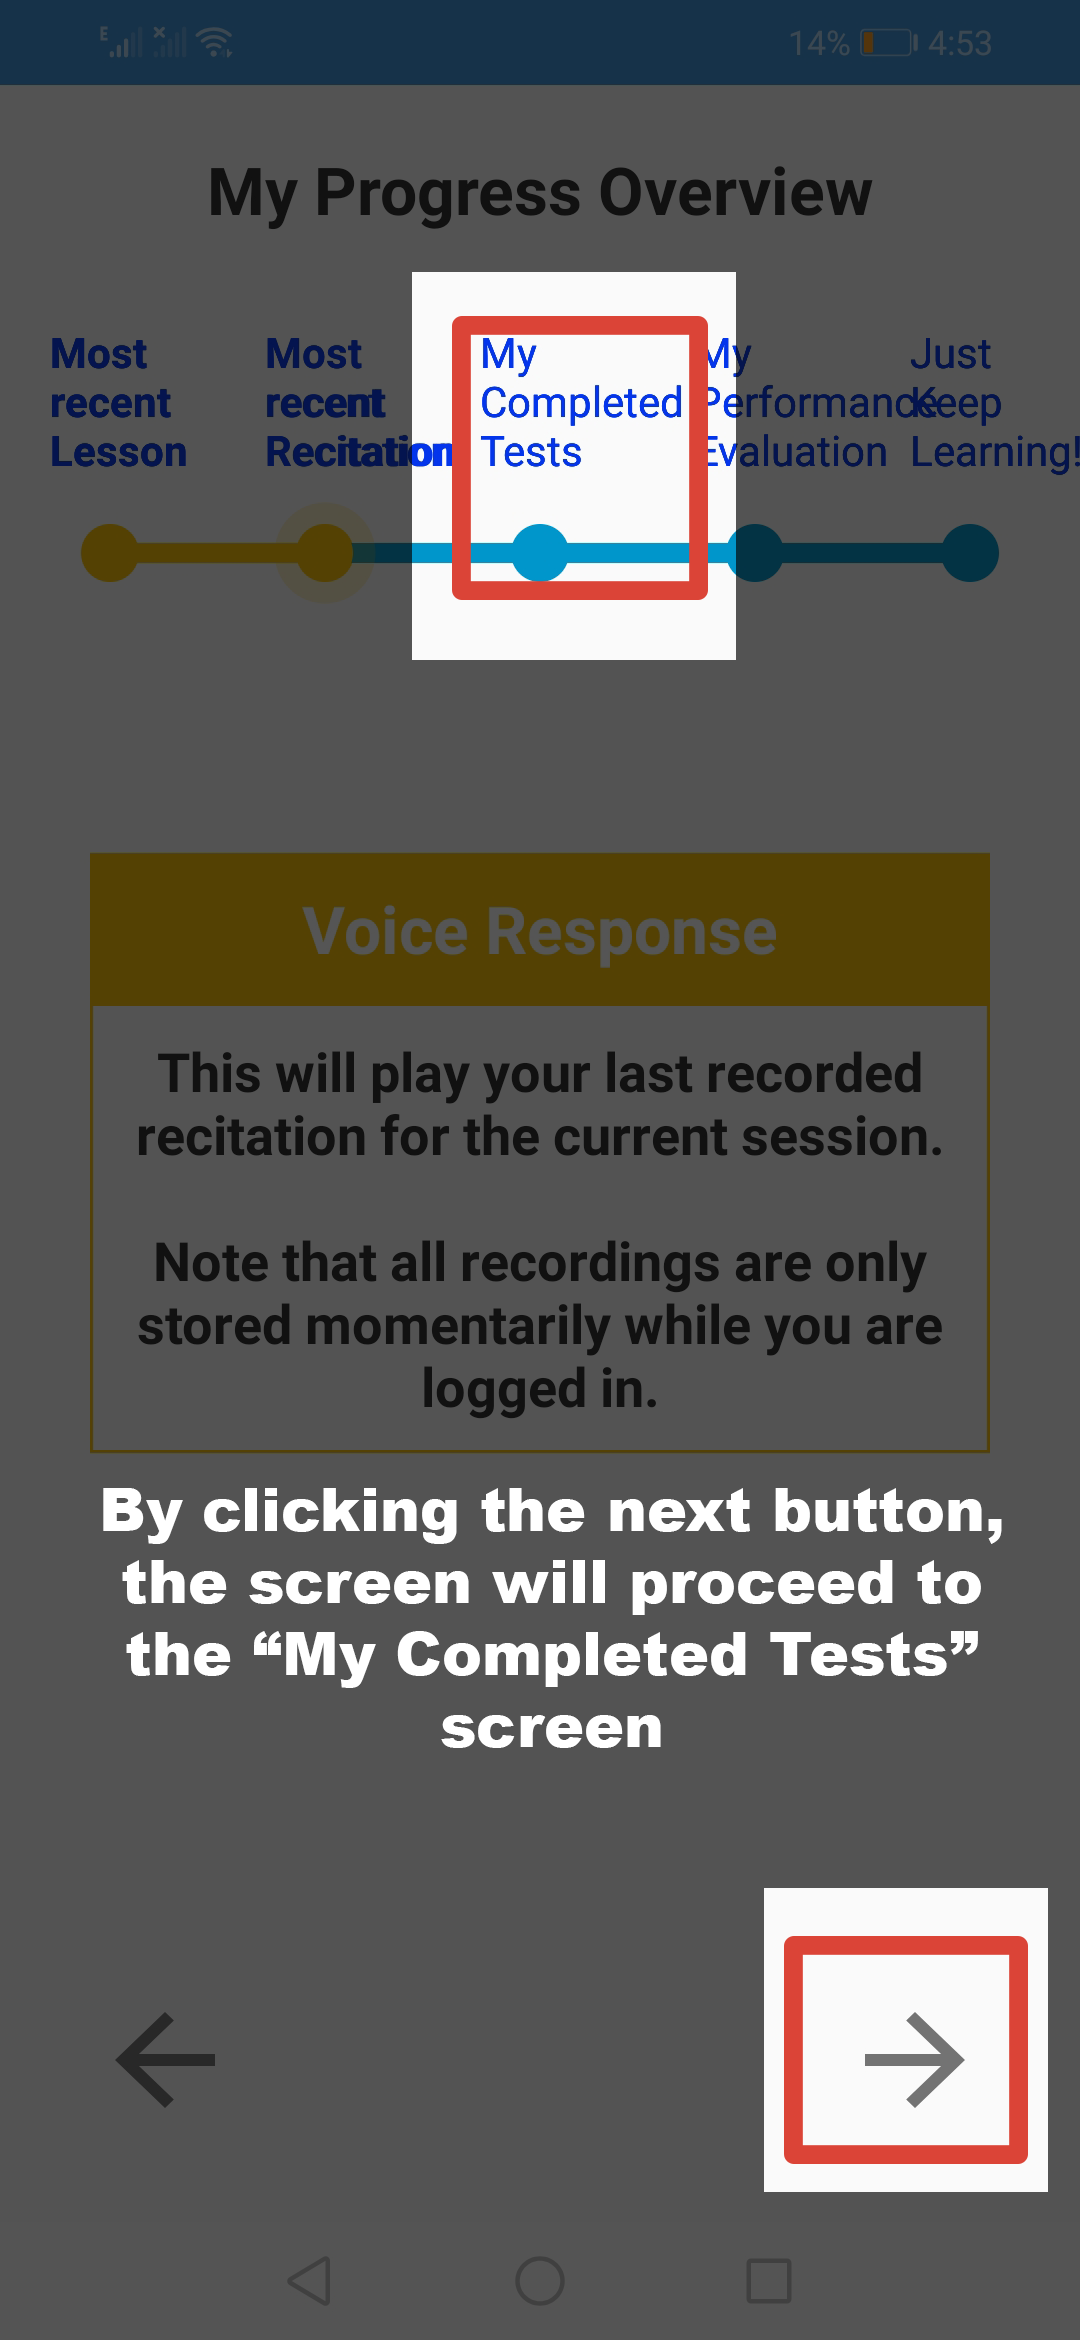 E
14% 4:53
My Progress Overview
Most recent Lesson
Most recent Recitation
My Completed Tests
My Performance Evaluation
Just Keep Learning!
Voice Response
This will play your last recorded
recitation for the current session.
Note that all recordings are only
stored momentarily while you are
logged in.
By clicking the next button,
the screen will proceed to
the “My Completed Tests”
screen